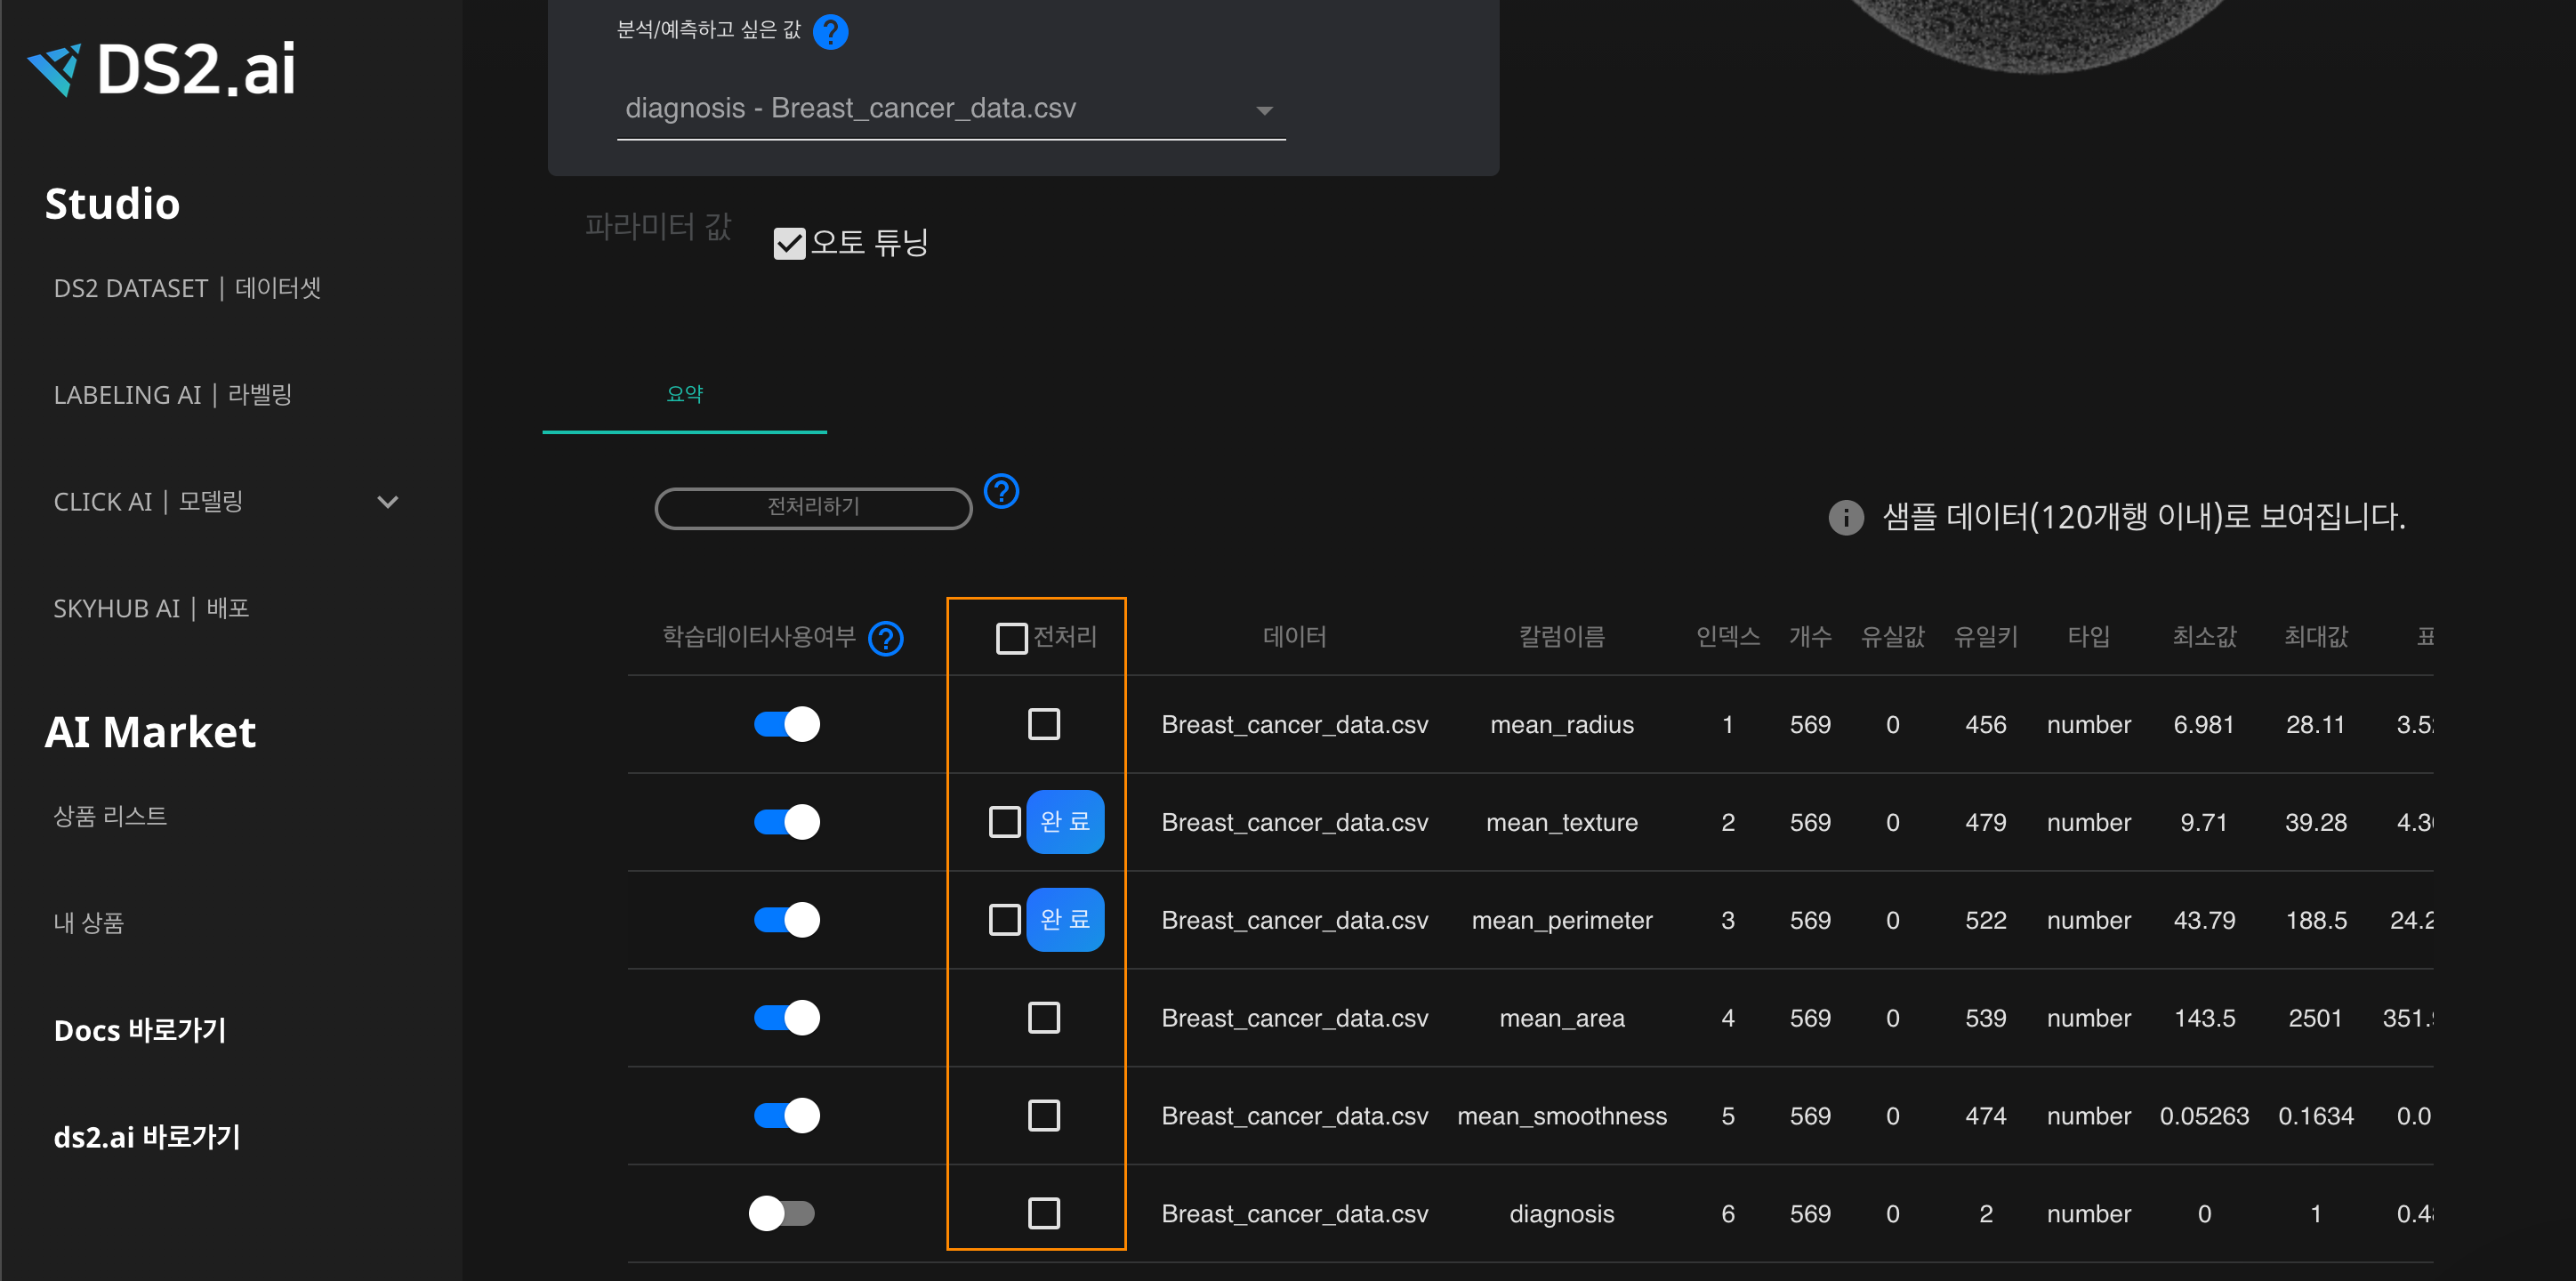 DS2.ai
Studio
DS2 DATASET | 데이터셋
LABELING AI | 라벨링
CLICK AI | 모델링
SKYHUB AI | 배포
AI Market
상품 리스트
내 상품
Docs 바로가기
ds2.ai 바로가기
분석/예측하고 싶은 값 ?
diagnosis - Breast_cancer_data.csv
파라미터 값 오토 튜닝
요약
전처리하기 ?
샘플 데이터(120개행 이내)로 보여집니다.
학습데이터사용여부 ? 전처리 데이터 칼럼이름 인덱스 개수 유실값 유일키 타입 최소값 최대값 표
Breast_cancer_data.csv mean_radius 1 569 0 456 number 6.981 28.11 3.5
완료 Breast_cancer_data.csv mean_texture 2 569 0 479 number 9.71 39.28 4.3
완료 Breast_cancer_data.csv mean_perimeter 3 569 0 522 number 43.79 188.5 24.2
Breast_cancer_data.csv mean_area 4 569 0 539 number 143.5 2501 351.9
Breast_cancer_data.csv mean_smoothness 5 569 0 474 number 0.05263 0.1634 0.0
Breast_cancer_data.csv diagnosis 6 569 0 2 number 0 1 0.4